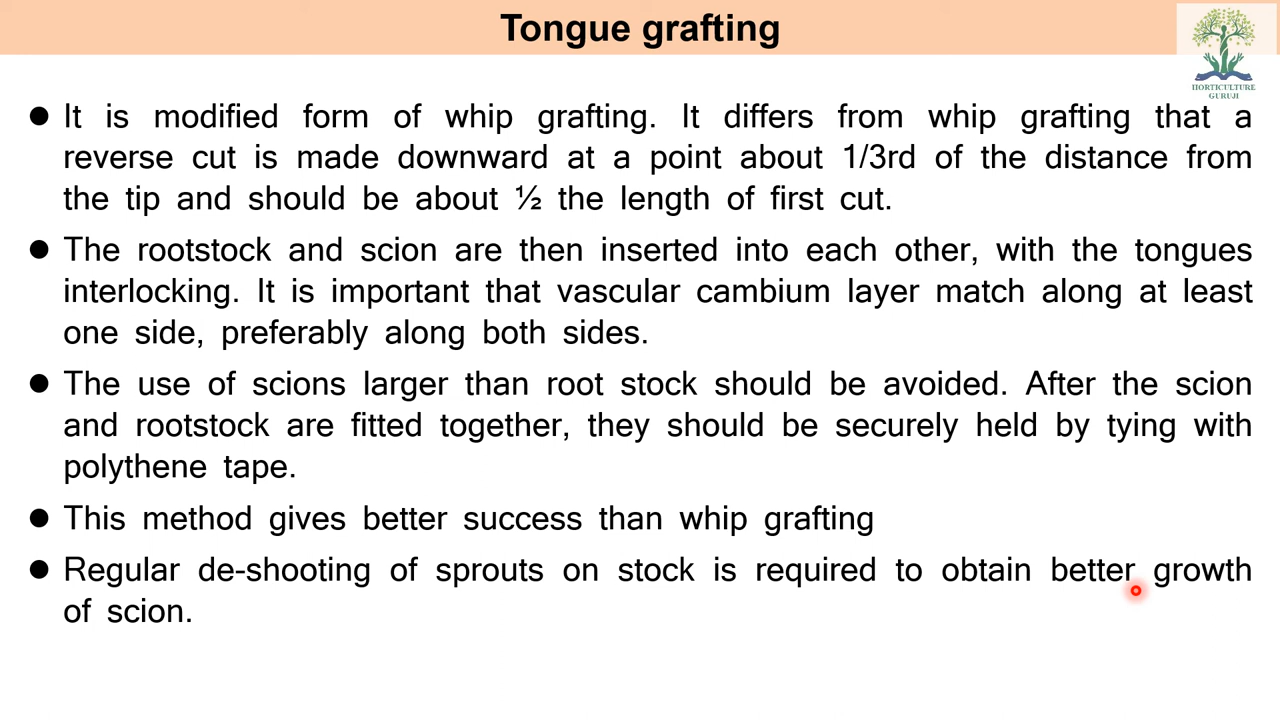 Tongue grafting
HORTICULTURE
GURUJI
● It is modified form of whip grafting. It differs from whip grafting that a
reverse cut is made downward at a point about 1/3rd of the distance from
the tip and should be about ½ the length of first cut.
● The rootstock and scion are then inserted into each other, with the tongues
interlocking. It is important that vascular cambium layer match along at least
one side, preferably along both sides.
● The use of scions larger than root stock should be avoided. After the scion
and rootstock are fitted together, they should be securely held by tying with
polythene tape.
● This method gives better success than whip grafting
● Regular de-shooting of sprouts on stock is required to obtain better growth
of scion.